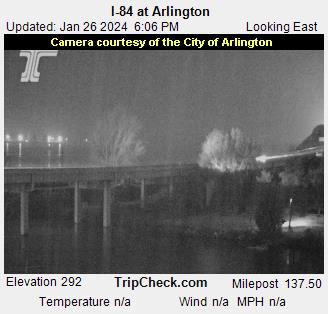 I-84 at Arlington
Updated: Jan 26 2024 6:06 PM Looking East
Camera courtesy of the City of Arlington
Elevation 292 TripCheck.com Milepost 137.50
Temperature n/a Wind n/a MPH n/a